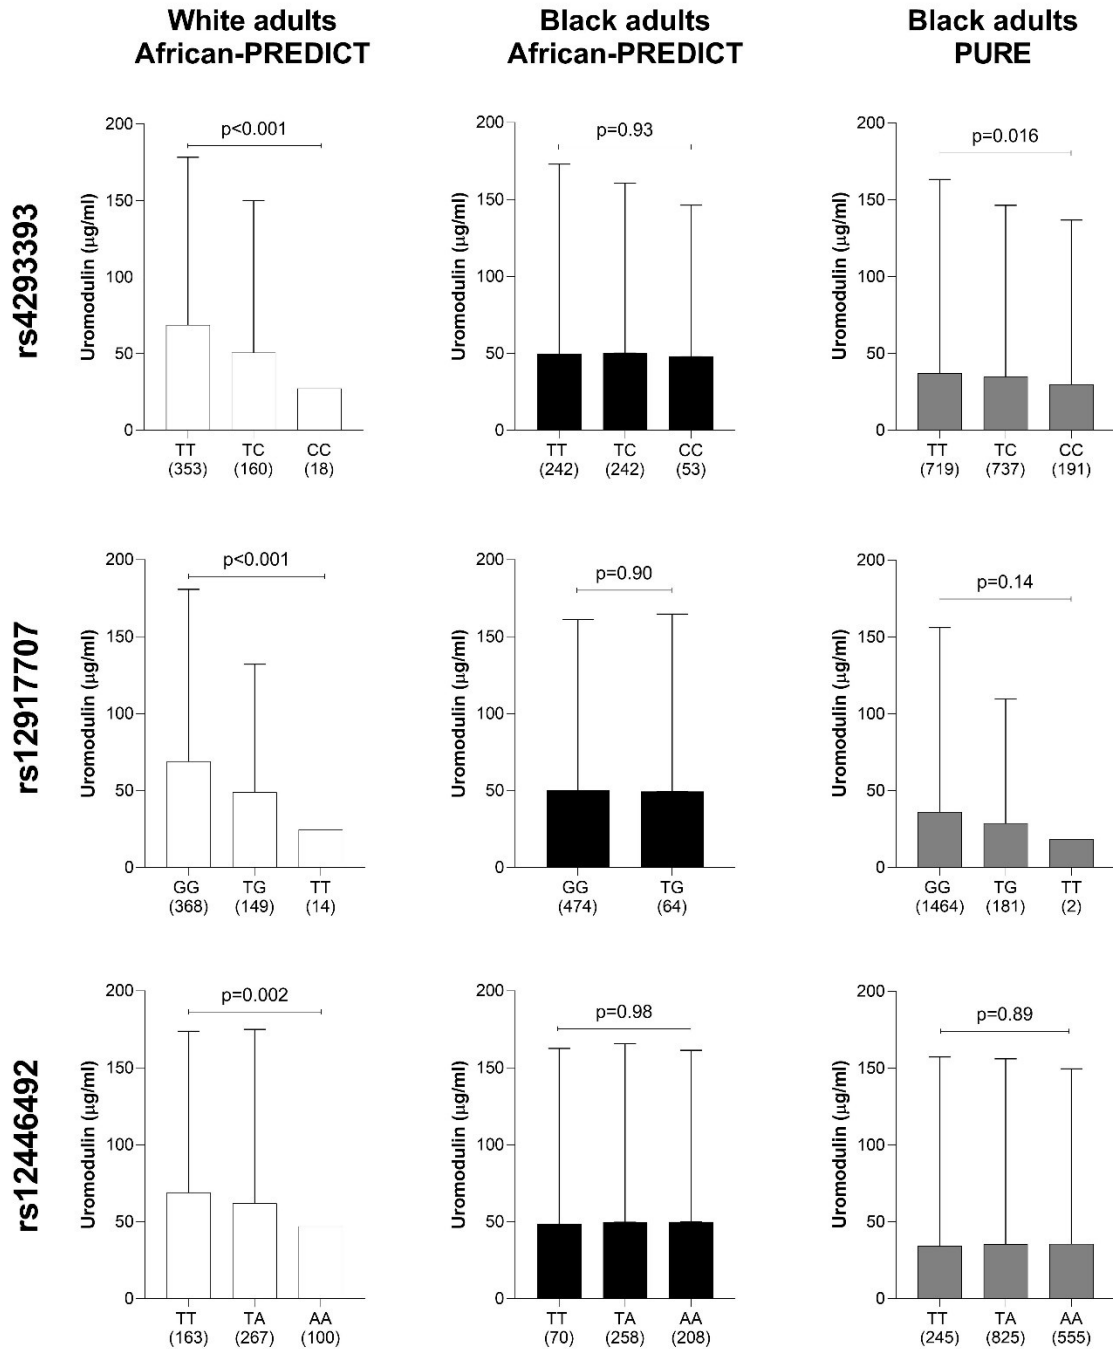 White adults
African-PREDICT
Black adults
African-PREDICT
Black adults
PURE
rs4293393
Uromodulin (µg/ml)
200
150
100
50
0
p<0.001
TT
TC
CC
(353)
(160)
(18)
Uromodulin (µg/ml)
200
150
100
50
0
p=0.93
TT
TC
CC
(242)
(242)
(53)
Uromodulin (µg/ml)
200
150
100
50
0
p=0.016
TT
TC
CC
(719)
(737)
(191)
rs12917707
Uromodulin (µg/ml)
200
150
100
50
0
p<0.001
GG
TG
TT
(368)
(149)
(14)
Uromodulin (µg/ml)
200
150
100
50
0
p=0.90
GG
TG
(474)
(64)
Uromodulin (µg/ml)
200
150
100
50
0
p=0.14
GG
TG
TT
(1464)
(181)
(2)
rs12446492
Uromodulin (µg/ml)
200
150
100
50
0
p=0.002
TT
TA
AA
(163)
(267)
(100)
Uromodulin (µg/ml)
200
150
100
50
0
p=0.98
TT
TA
AA
(70)
(258)
(208)
Uromodulin (µg/ml)
200
150
100
50
0
p=0.89
TT
TA
AA
(245)
(825)
(555)